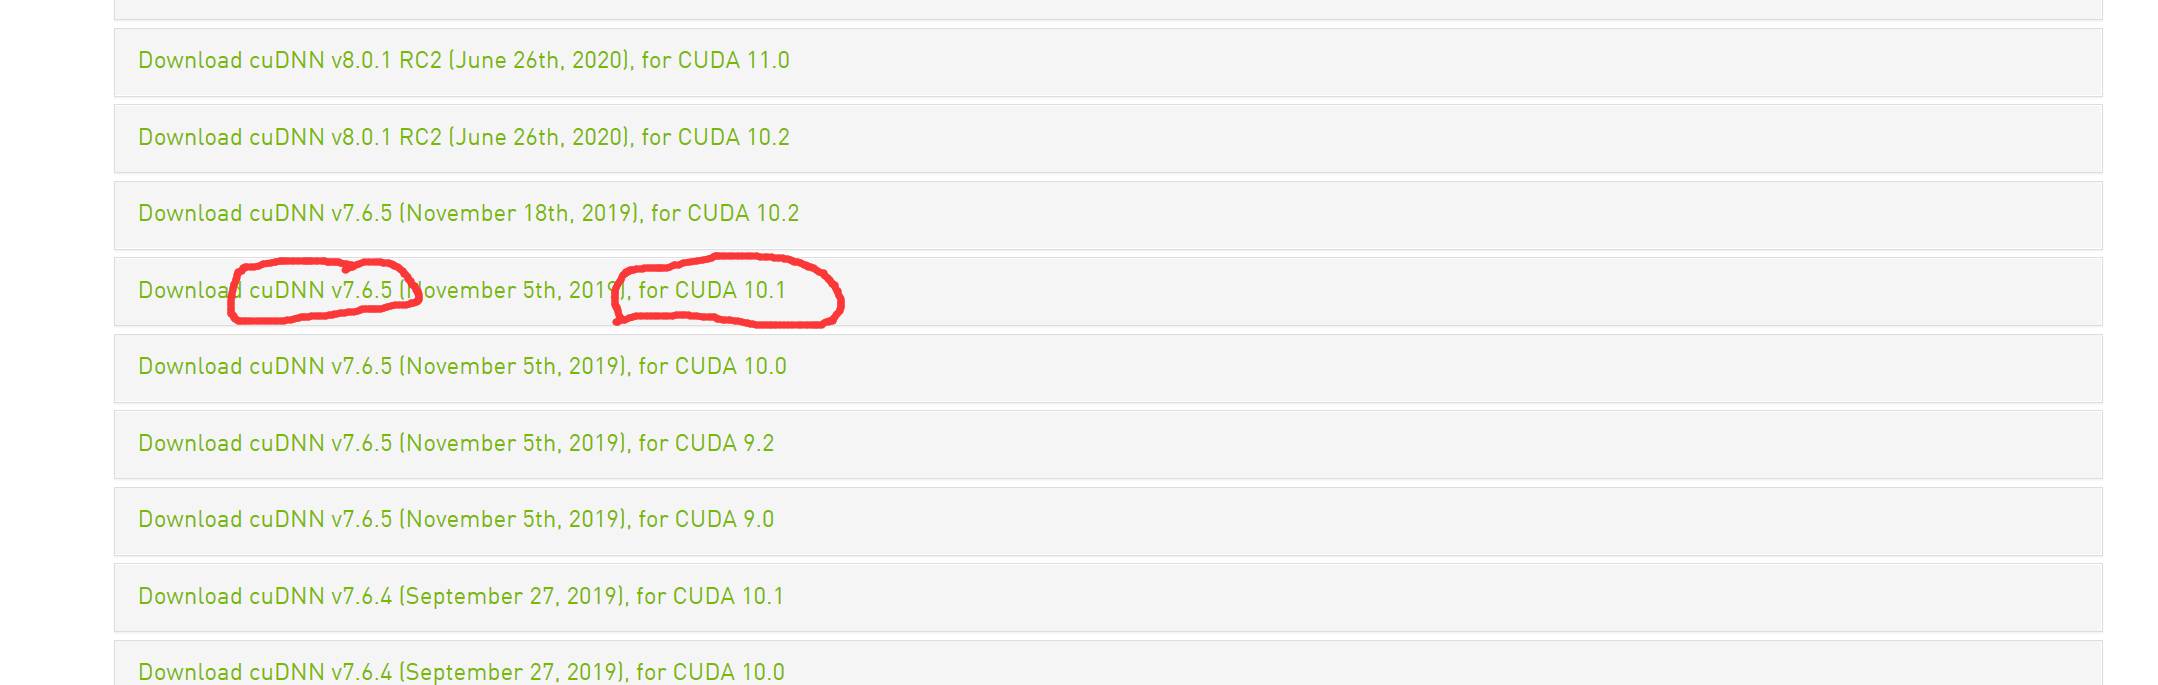 Download cuDNN v8.0.1 RC2 (June 26th, 2020), for CUDA 11.0
Download cuDNN v8.0.1 RC2 (June 26th, 2020), for CUDA 10.2
Download cuDNN v7.6.5 (November 18th, 2019), for CUDA 10.2
Download cuDNN v7.6.5 (November 5th, 2019), for CUDA 10.1
Download cuDNN v7.6.5 (November 5th, 2019), for CUDA 10.0
Download cuDNN v7.6.5 (November 5th, 2019), for CUDA 9.2
Download cuDNN v7.6.5 (November 5th, 2019), for CUDA 9.0
Download cuDNN v7.6.4 (September 27, 2019), for CUDA 10.1
Download cuDNN v7.6.4 (September 27, 2019), for CUDA 10.0